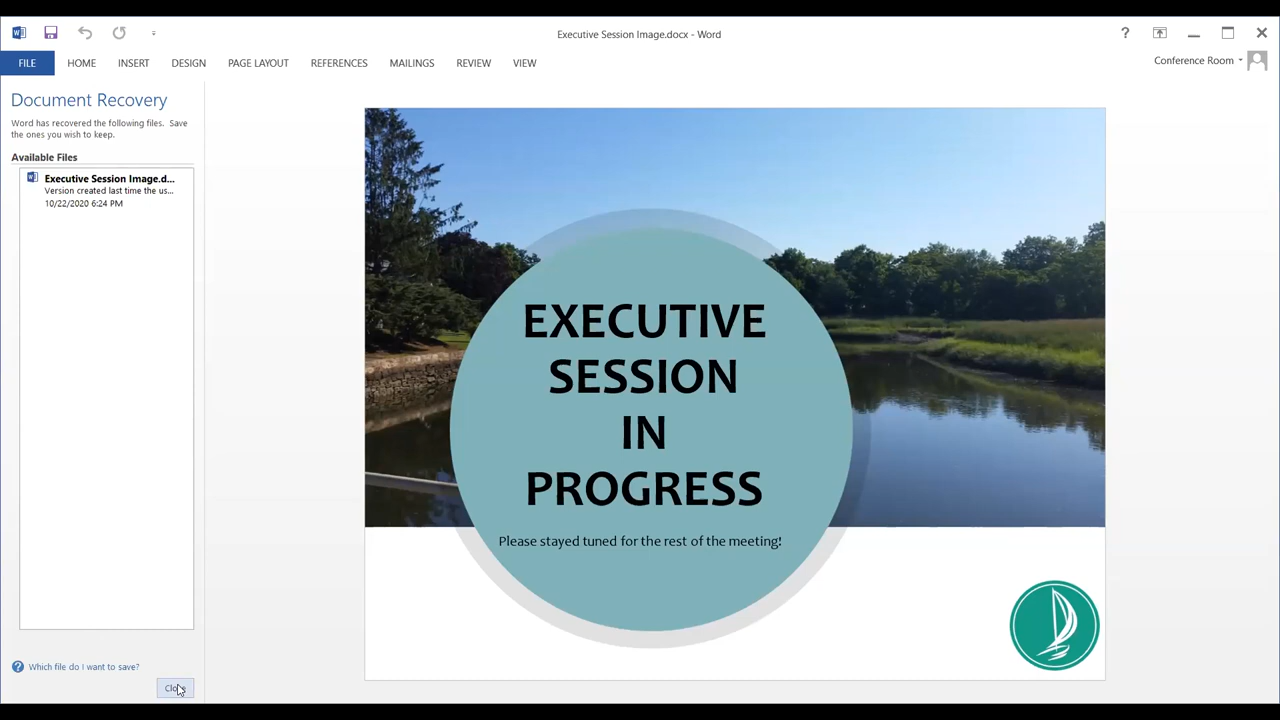 Executive Session Image.docx - Word
?
FILE HOME INSERT DESIGN PAGE LAYOUT REFERENCES MAILINGS REVIEW VIEW
Conference Room
Document Recovery
Word has recovered the following files. Save
the ones you wish to keep.
Available Files
Executive Session Image.d...
Version created last time the us...
10/22/2020 6:24 PM
EXECUTIVE
SESSION
IN
PROGRESS
Please stayed tuned for the rest of the meeting!
? Which file do I want to save?
Close